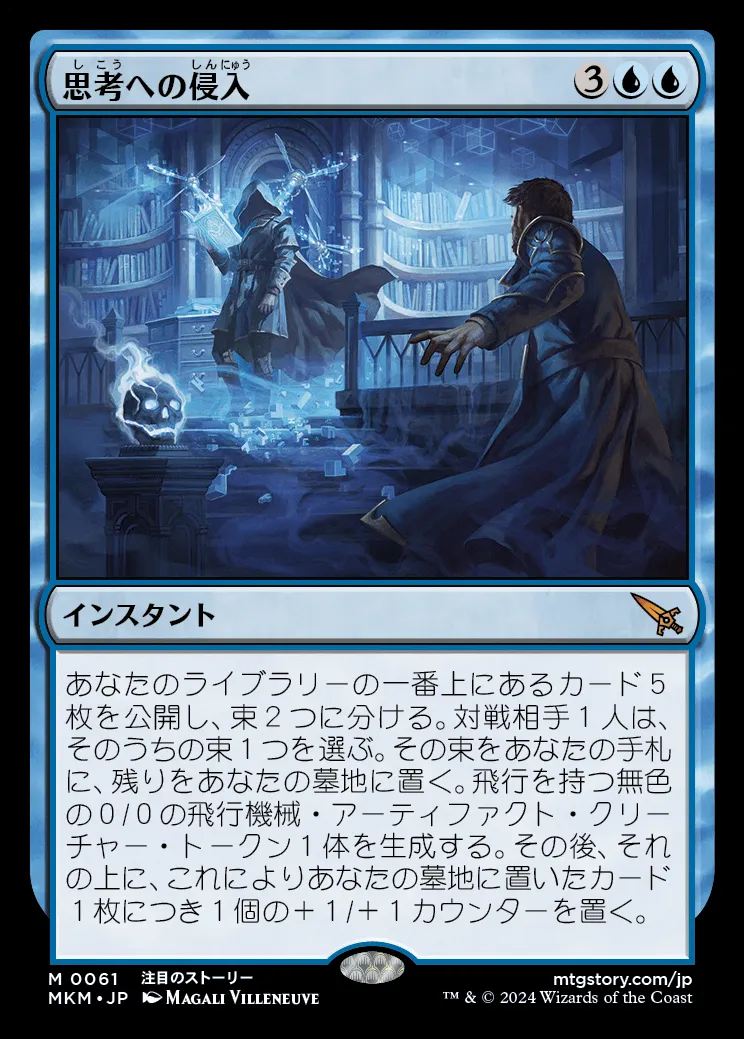 思考への侵入
3
インスタント
あなたのライブラリーの一番上にあるカード5
枚を公開し、束2つに分ける。対戦相手1人は、
そのうちの束1つを選ぶ。その束をあなたの手札
に、残りをあなたの墓地に置く。飛行を持つ無色
の0/0の飛行機械・アーティファクト・クリー
チャー・トークン1体を生成する。その後、それ
の上に、これによりあなたの墓地に置いたカード
1枚につき1個の+1/+1カウンターを置く。
M 0061 注目のストーリー
MKM・JP MAGALI VILLENEUVE
mtgstory.com/jp
™ & © 2024 Wizards of the Coast